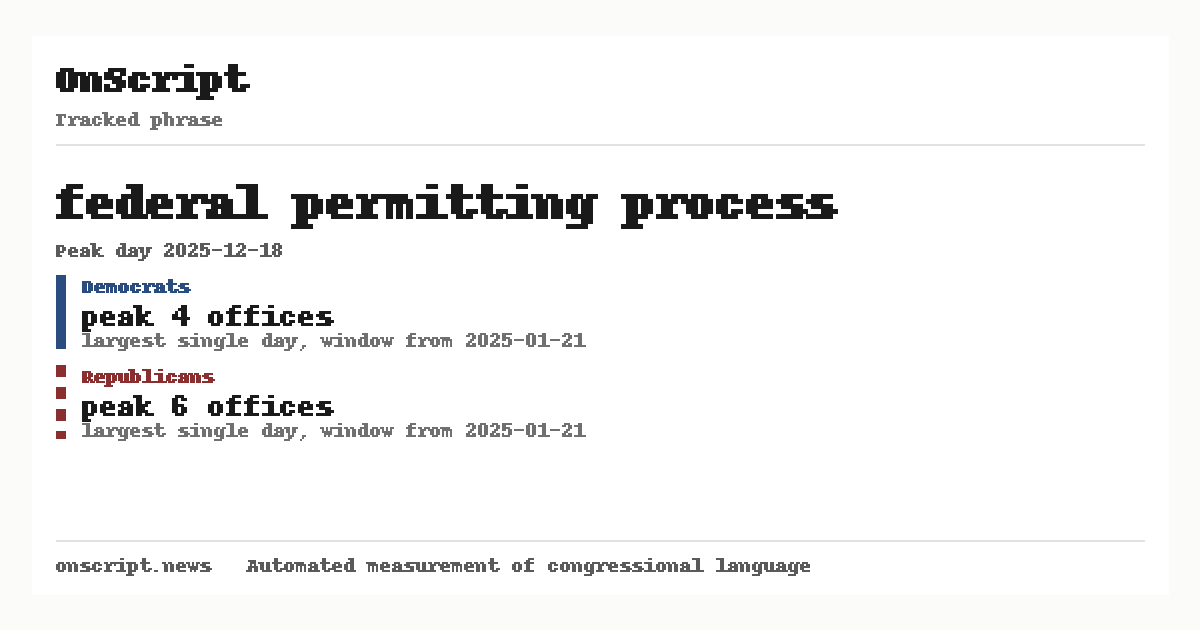 OnScript
Tracked phrase
federal permitting process
Peak day 2025-12-18
Democrats
peak 4 offices
largest single day, window from 2025-01-21
Republicans
peak 6 offices
largest single day, window from 2025-01-21
onscript.news Automated measurement of congressional language